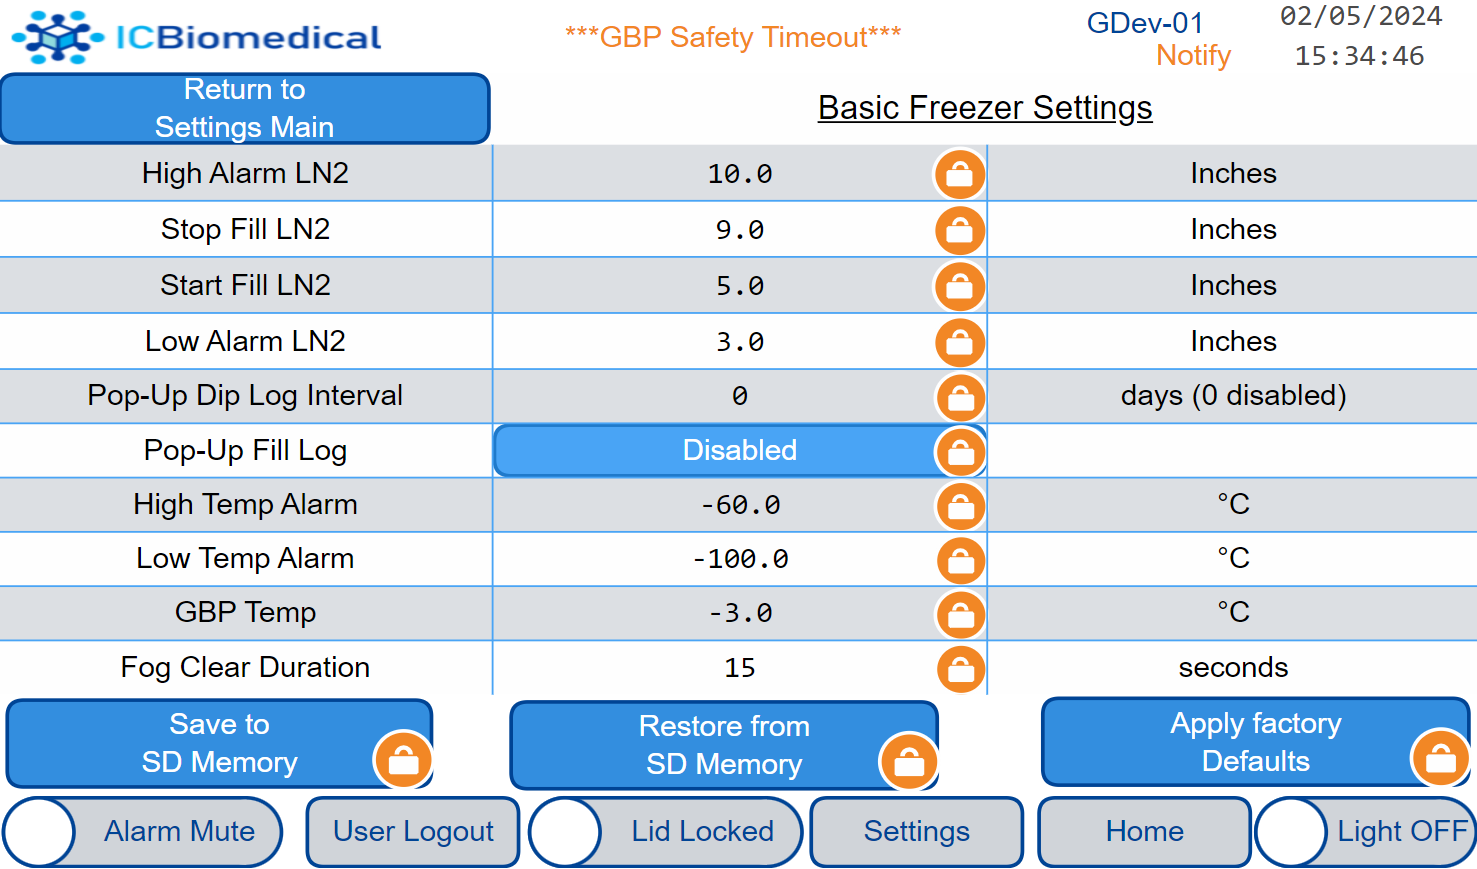 ICBiomedical
***GBP Safety Timeout***
GDev-01
Notify
02/05/2024
15:34:46
Return to
Settings Main
Basic Freezer Settings
High Alarm LN2 10.0 Inches
Stop Fill LN2 9.0 Inches
Start Fill LN2 5.0 Inches
Low Alarm LN2 3.0 Inches
Pop-Up Dip Log Interval 0 days (0 disabled)
Pop-Up Fill Log Disabled
High Temp Alarm -60.0 °C
Low Temp Alarm -100.0 °C
GBP Temp -3.0 °C
Fog Clear Duration 15 seconds
Save to
SD Memory
Restore from
SD Memory
Apply factory
Defaults
Alarm Mute
User Logout
Lid Locked
Settings
Home
Light OFF